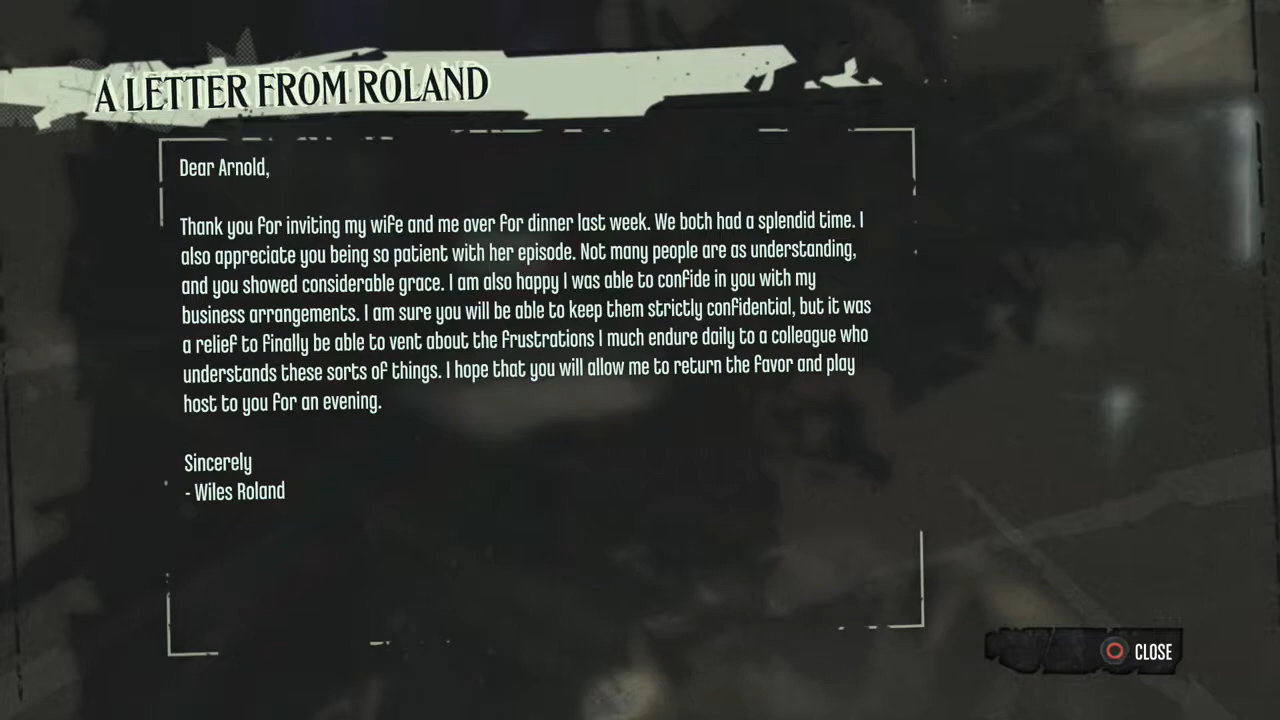 A LETTER FROM ROLAND
Dear Arnold,
Thank you for inviting my wife and me over for dinner last week. We both had a splendid time. I
also appreciate you being so patient with her episode. Not many people are as understanding,
and you showed considerable grace. I am also happy I was able to confide in you with my
business arrangements. I am sure you will be able to keep them strictly confidential, but it was
a relief to finally be able to vent about the frustrations I much endure daily to a colleague who
understands these sorts of things. I hope that you will allow me to return the favor and play
host to you for an evening.
Sincerely
- Wiles Roland
CLOSE